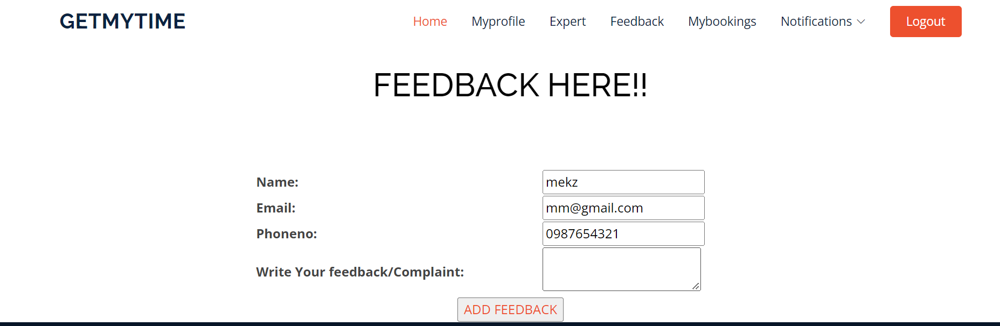 GETMYTIME Home Myprofile Expert Feedback Mybookings Notifications Logout
FEEDBACK HERE!!
Name: mekz
Email: mm@gmail.com
Phoneno: 0987654321
Write Your feedback/Complaint:
ADD FEEDBACK